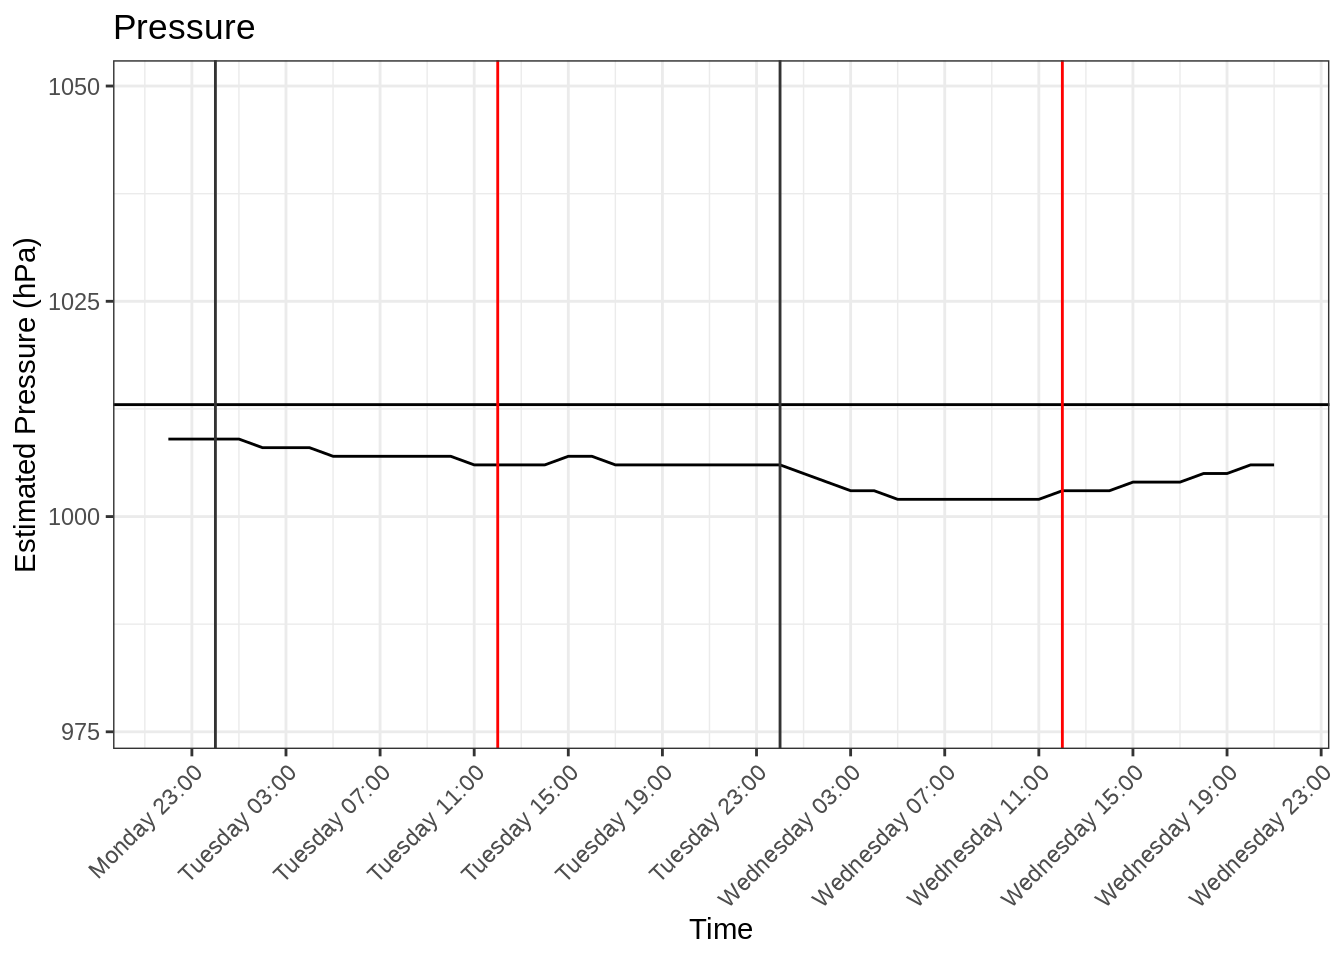 Pressure
Estimated Pressure (hPa)
1050
1025
1000
975
Monday 23:00
Tuesday 03:00
Tuesday 07:00
Tuesday 11:00
Tuesday 15:00
Tuesday 19:00
Tuesday 23:00
Wednesday 03:00
Wednesday 07:00
Wednesday 11:00
Wednesday 15:00
Wednesday 19:00
Wednesday 23:00
Time